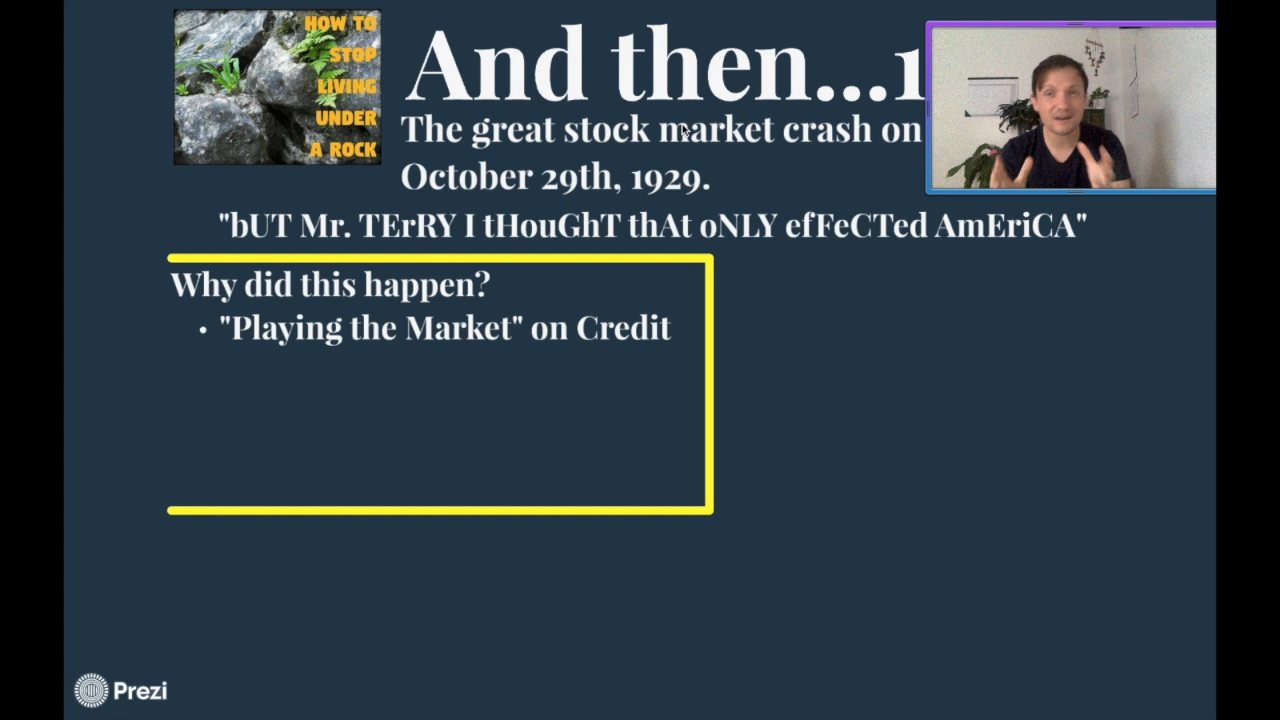 HOW TO
STOP
LIVING
UNDER
A ROCK
And then...1
The great stock market crash on
October 29th, 1929.
"bUT Mr. TErRY I tHouGhT thAt oNLY efFeCTed AmEriCA"
Why did this happen?
• "Playing the Market" on Credit
Prezi